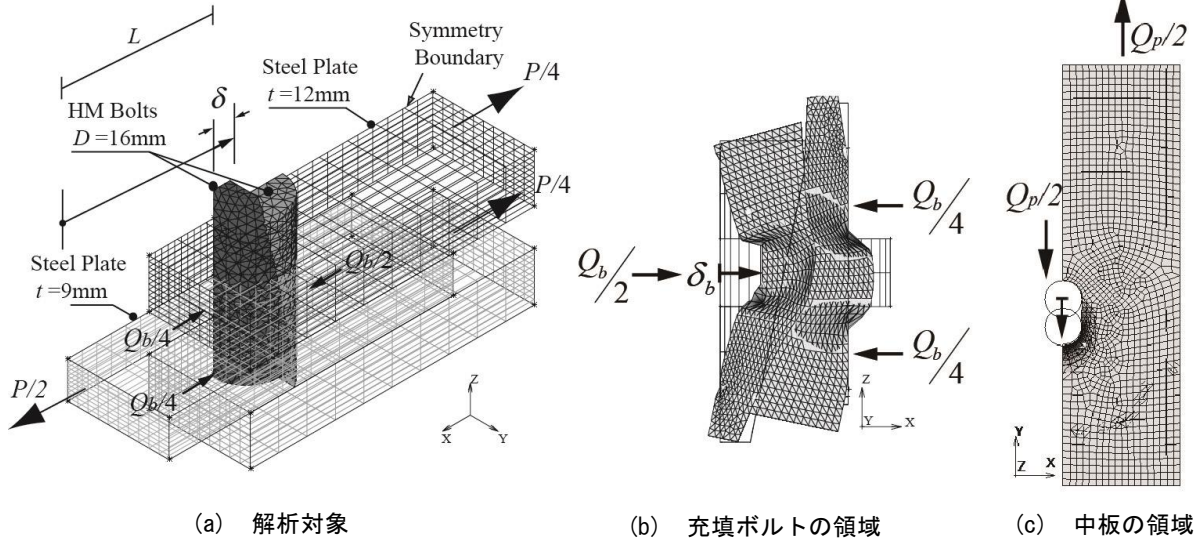 L
δ
Symmetry
Boundary
Steel Plate
t =12mm
P/4
HM Bolts
D =16mm
P/4
Steel Plate
t =9mm
Qb/2
Qb/4
P/2
Qb/4
Z
X
Y
(a) 解析対象
Qb/4
Qb/2
δb
Qb/4
Z
Y
X
(b) 充填ボルトの領域
Qp/2
Qp/2
Y
Z
X
(c) 中板の領域